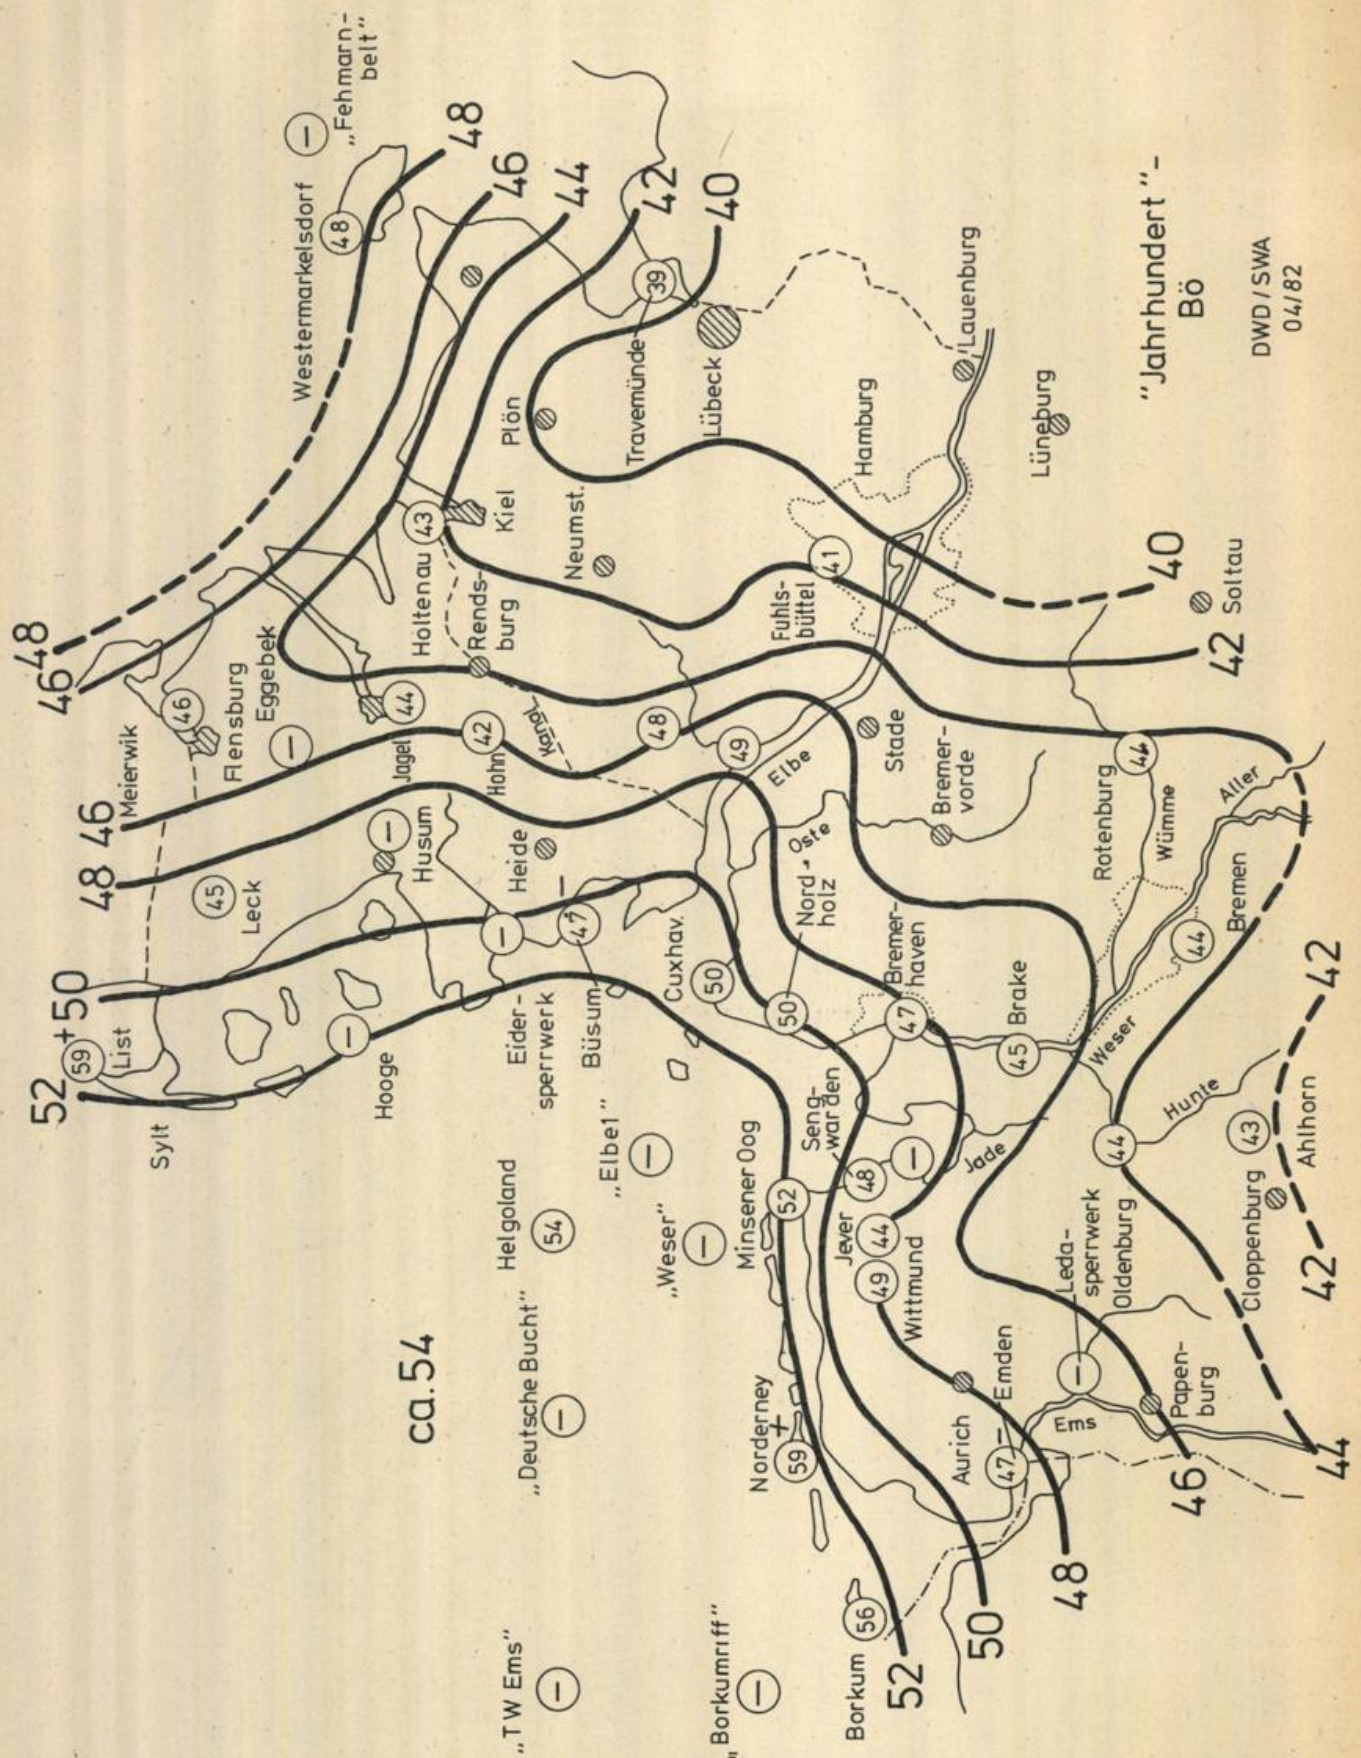 52
59
+
50
48
46
46
48
List
Sylt
Meierwik
46
Flensburg
Eggebek
–
45
Leck
Jagel
44
Husum
–
Hooge
–
Holtenau
43
Kiel
Rends-
burg
42
Hohn
Kanal
Heide
Eider-
sperrwerk
–
Büsum
47
–
Westermarkelsdorf
48
–
„Fehmarn-
belt"
48
46
44
42
40
Plön
Neumst.
Travemünde
39
Lübeck
Hamburg
Fuhls-
büttel
41
Lauenburg
Lüneburg
Soltau
40
42
48
49
Elbe
Stade
Oste
Bremer-
vorde
Cuxhav.
50
Nord-
holz
50
Helgoland
54
„Elbe1"
–
„Weser"
–
„Deutsche Bucht"
–
ca.54
„TW Ems"
–
„Borkumriff"
–
Minsener Oog
52
Seng-
warden
48
–
Jever
44
49
Wittmund
Jade
Bremer-
haven
47
Brake
45
Weser
Hunte
Rotenburg
44
Wümme
Aller
Bremen
44
Norderney
+
59
Borkum
56
52
50
48
46
44
Aurich
Emden
47
–
Ems
Leda-
sperrwerk
–
Oldenburg
44
Papen-
burg
Cloppenburg
43
Ahlhorn
42
42
"Jahrhundert"-
Bö
DWD/SWA
04/82